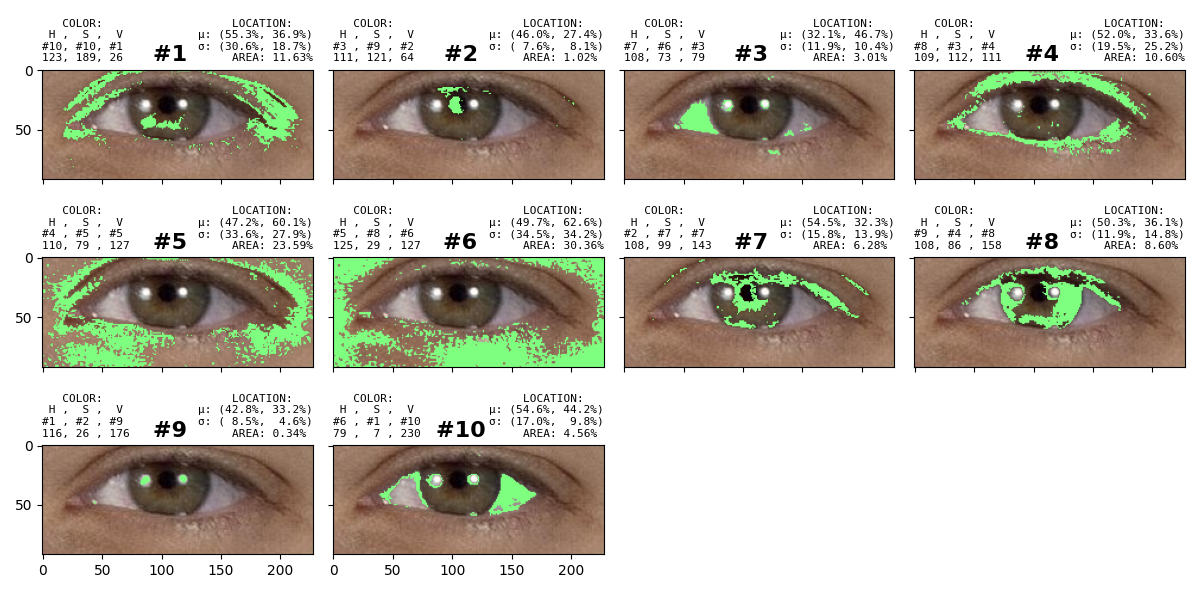 COLOR: LOCATION:
H , S , V μ: (55.3%, 36.9%)
#10, #10, #1 #1 σ: (30.6%, 18.7%)
123, 189, 26 AREA: 11.63%
COLOR: LOCATION:
H , S , V μ: (46.0%, 27.4%)
#3 , #9 , #2 #2 σ: ( 7.6%, 8.1%)
111, 121, 64 AREA: 1.02%
COLOR: LOCATION:
H , S , V μ: (32.1%, 46.7%)
#7 , #6 , #3 #3 σ: (11.9%, 10.4%)
108, 73 , 79 AREA: 3.01%
COLOR: LOCATION:
H , S , V μ: (52.0%, 33.6%)
#8 , #3 , #4 #4 σ: (19.5%, 25.2%)
109, 112, 111 AREA: 10.60%
0
50
COLOR: LOCATION:
H , S , V μ: (47.2%, 60.1%)
#4 , #5 , #5 #5 σ: (33.6%, 27.9%)
110, 79 , 127 AREA: 23.59%
COLOR: LOCATION:
H , S , V μ: (49.7%, 62.6%)
#5 , #8 , #6 #6 σ: (34.5%, 34.2%)
125, 29 , 127 AREA: 30.36%
COLOR: LOCATION:
H , S , V μ: (54.5%, 32.3%)
#2 , #7 , #7 #7 σ: (15.8%, 13.9%)
108, 99 , 143 AREA: 6.28%
COLOR: LOCATION:
H , S , V μ: (50.3%, 36.1%)
#9 , #4 , #8 #8 σ: (11.9%, 14.8%)
108, 86 , 158 AREA: 8.60%
0
50
COLOR: LOCATION:
H , S , V μ: (42.8%, 33.2%)
#1 , #2 , #9 #9 σ: ( 8.5%, 4.6%)
116, 26 , 176 AREA: 0.34%
COLOR: LOCATION:
H , S , V μ: (54.6%, 44.2%)
#6 , #1 , #10 #10 σ: (17.0%, 9.8%)
79 , 7 , 230 AREA: 4.56%
0
50
0 50 100 150 200
0 50 100 150 200